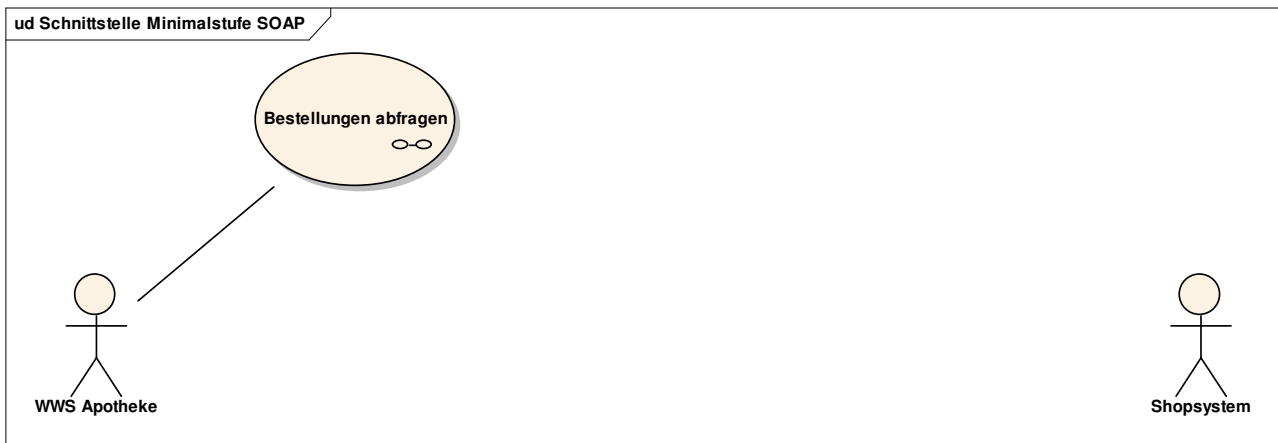 ud Schnittstelle Minimalstufe SOAP
Bestellungen abfragen
WWS Apotheke
Shopsystem